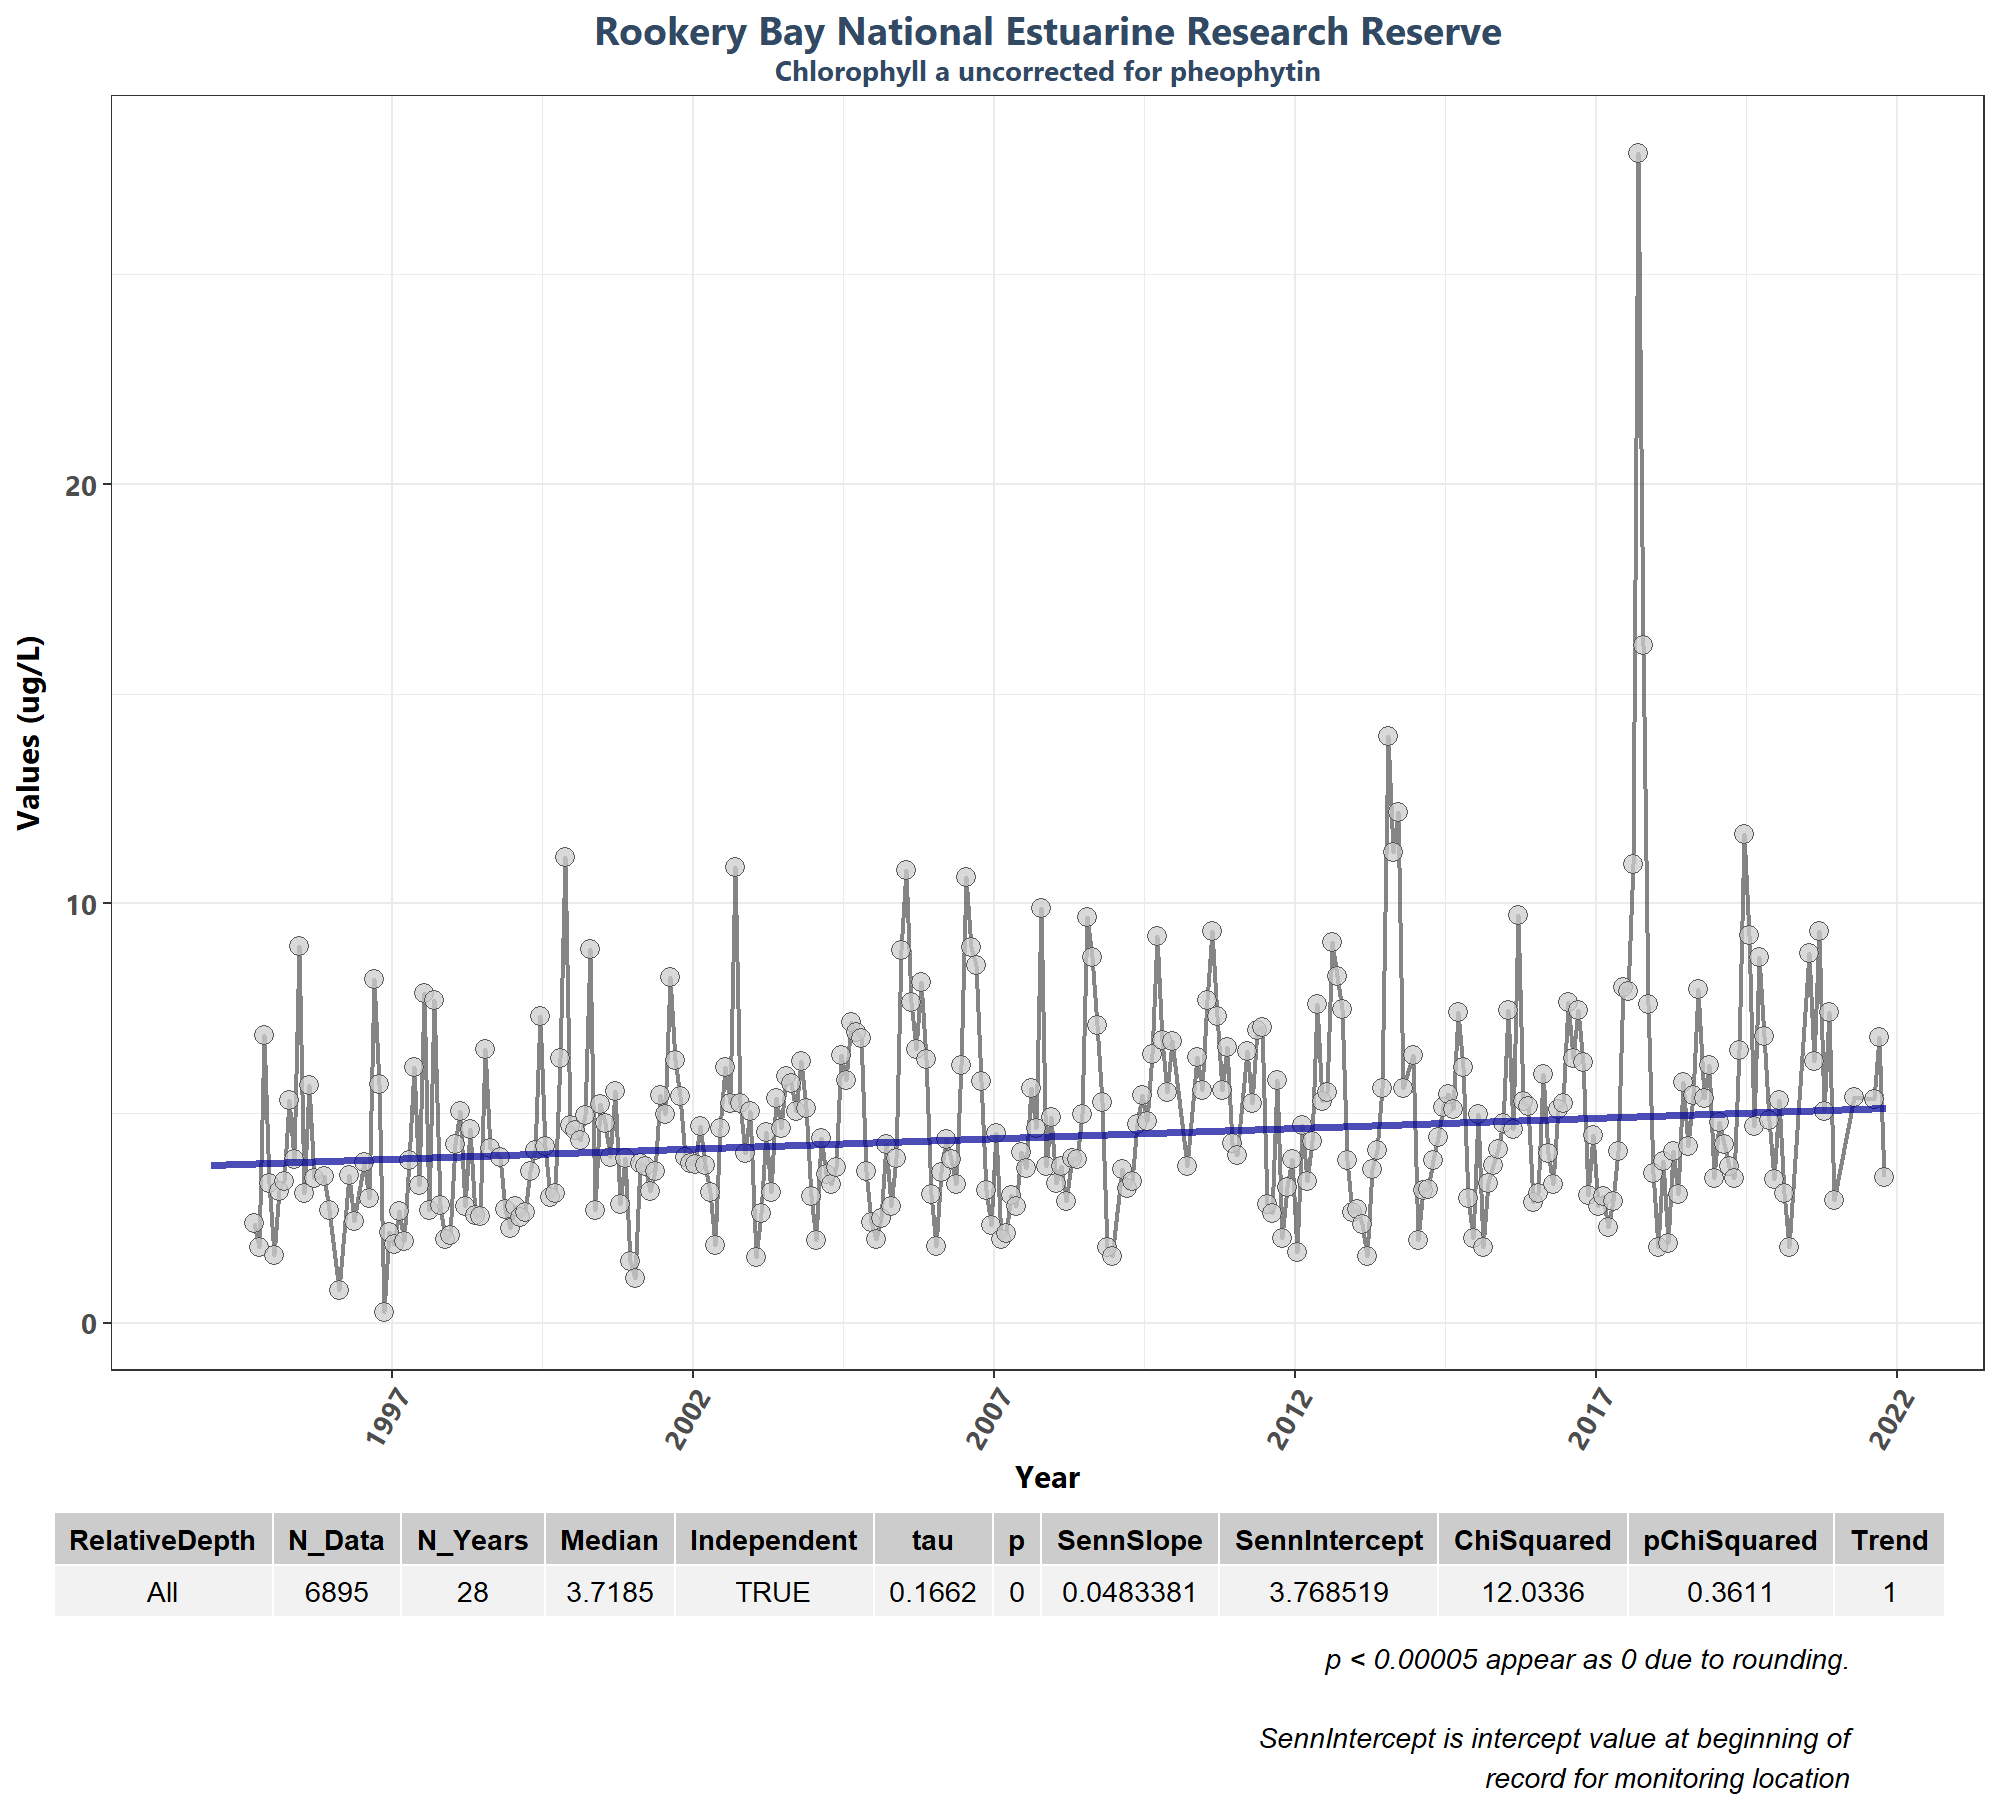 Rookery Bay National Estuarine Research Reserve
Chlorophyll a uncorrected for pheophytin
Values (ug/L)
20
10
0
1997 2002 2007 2012 2017 2022
Year
RelativeDepth N_Data N_Years Median Independent tau p SennSlope SennIntercept ChiSquared pChiSquared Trend
All 6895 28 3.7185 TRUE 0.1662 0 0.0483381 3.768519 12.0336 0.3611 1
p < 0.00005 appear as 0 due to rounding.
SennIntercept is intercept value at beginning of
record for monitoring location